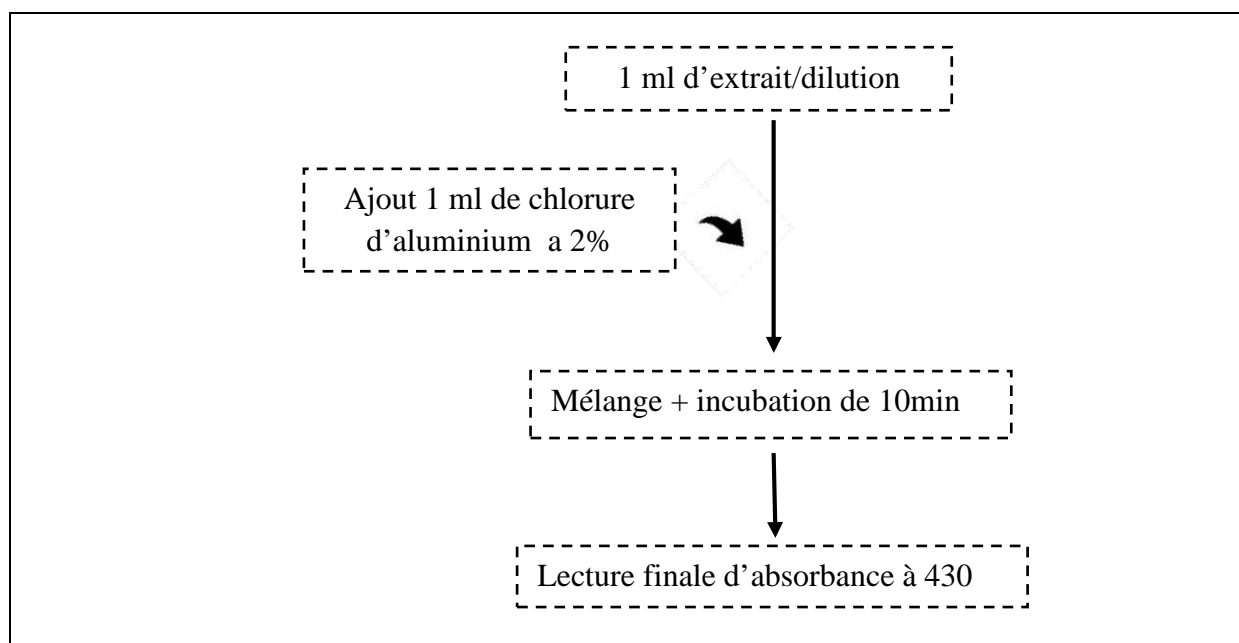 1 ml d’extrait/dilution
Ajout 1 ml de chlorure
d’aluminium a 2%
Mélange + incubation de 10min
Lecture finale d’absorbance à 430